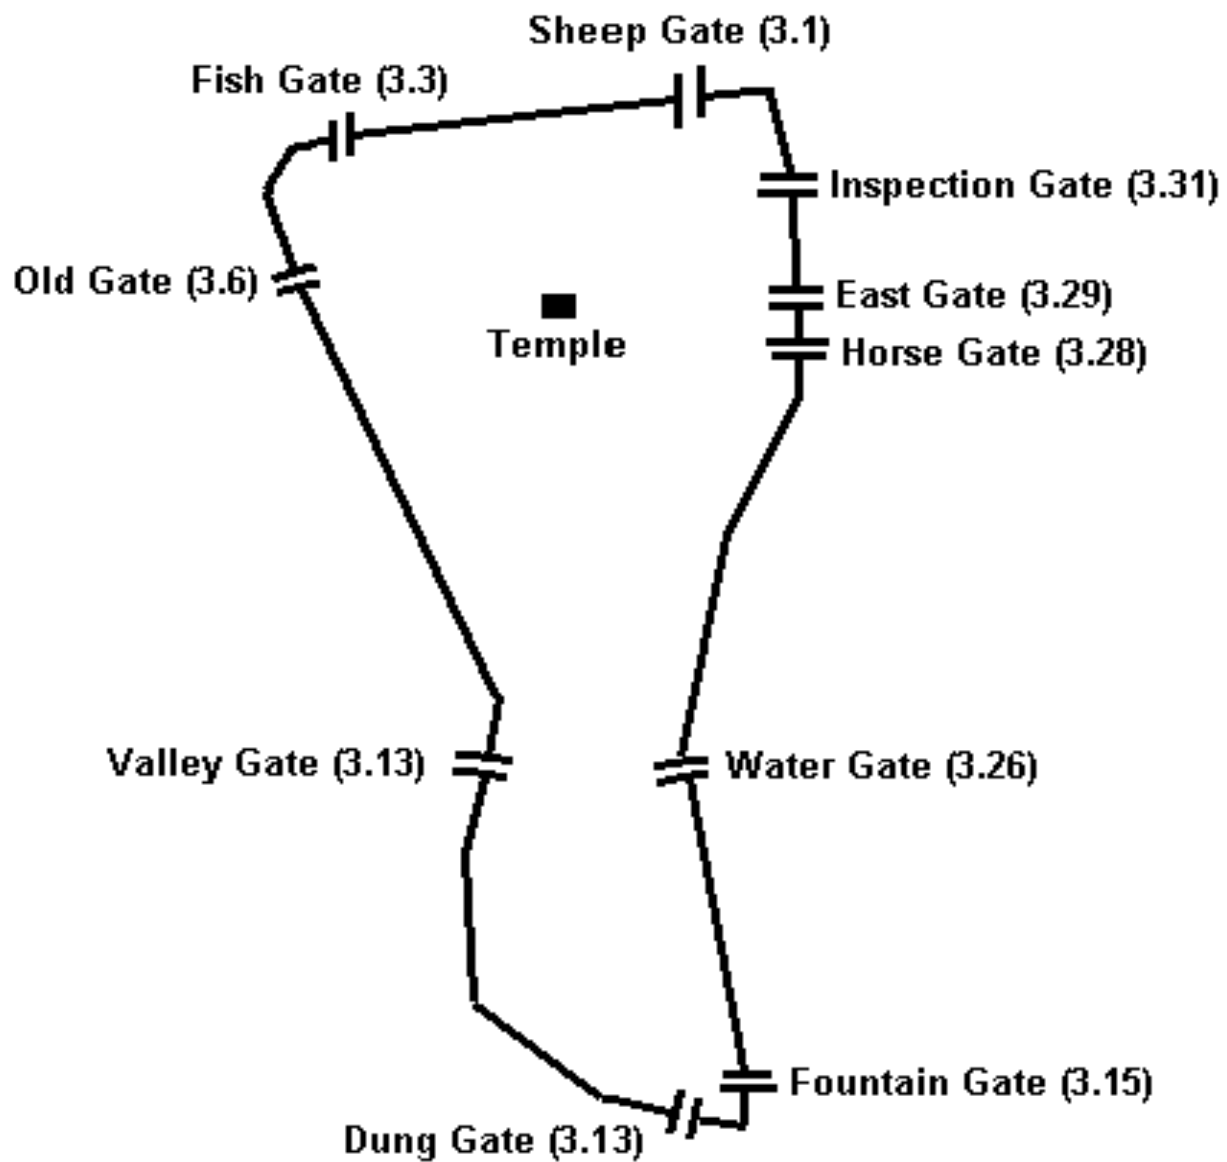 Sheep Gate (3.1)
Fish Gate (3.3)
Inspection Gate (3.31)
Old Gate (3.6)
East Gate (3.29)
Temple
Horse Gate (3.28)
Valley Gate (3.13)
Water Gate (3.26)
Fountain Gate (3.15)
Dung Gate (3.13)